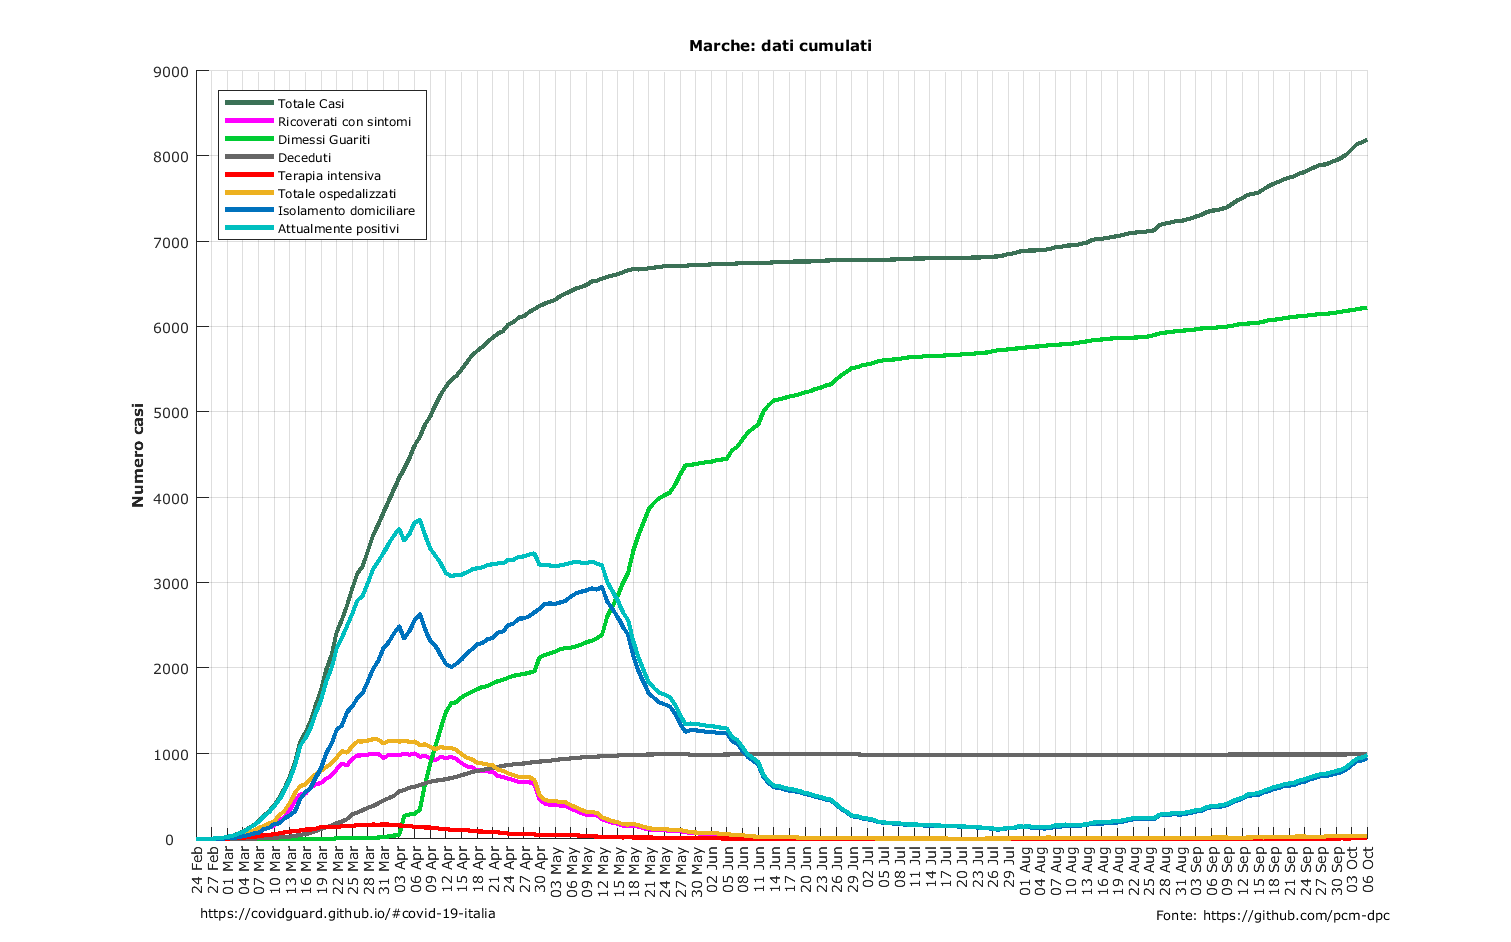 Marche: dati cumulati
9000
8000
7000
6000
5000
4000
3000
2000
1000
0
Numero casi
Totale Casi
Ricoverati con sintomi
Dimessi Guariti
Deceduti
Terapia intensiva
Totale ospedalizzati
Isolamento domiciliare
Attualmente positivi
24 Feb
27 Feb
01 Mar
04 Mar
07 Mar
10 Mar
13 Mar
16 Mar
19 Mar
22 Mar
25 Mar
28 Mar
31 Mar
03 Apr
06 Apr
09 Apr
12 Apr
15 Apr
18 Apr
21 Apr
24 Apr
27 Apr
30 Apr
03 May
06 May
09 May
12 May
15 May
18 May
21 May
24 May
27 May
30 May
02 Jun
05 Jun
08 Jun
11 Jun
14 Jun
17 Jun
20 Jun
23 Jun
26 Jun
29 Jun
02 Jul
05 Jul
08 Jul
11 Jul
14 Jul
17 Jul
20 Jul
23 Jul
26 Jul
29 Jul
01 Aug
04 Aug
07 Aug
10 Aug
13 Aug
16 Aug
19 Aug
22 Aug
25 Aug
28 Aug
31 Aug
03 Sep
06 Sep
09 Sep
12 Sep
15 Sep
18 Sep
21 Sep
24 Sep
27 Sep
30 Sep
03 Oct
06 Oct
https://covidguard.github.io/#covid-19-italia
Fonte: https://github.com/pcm-dpc